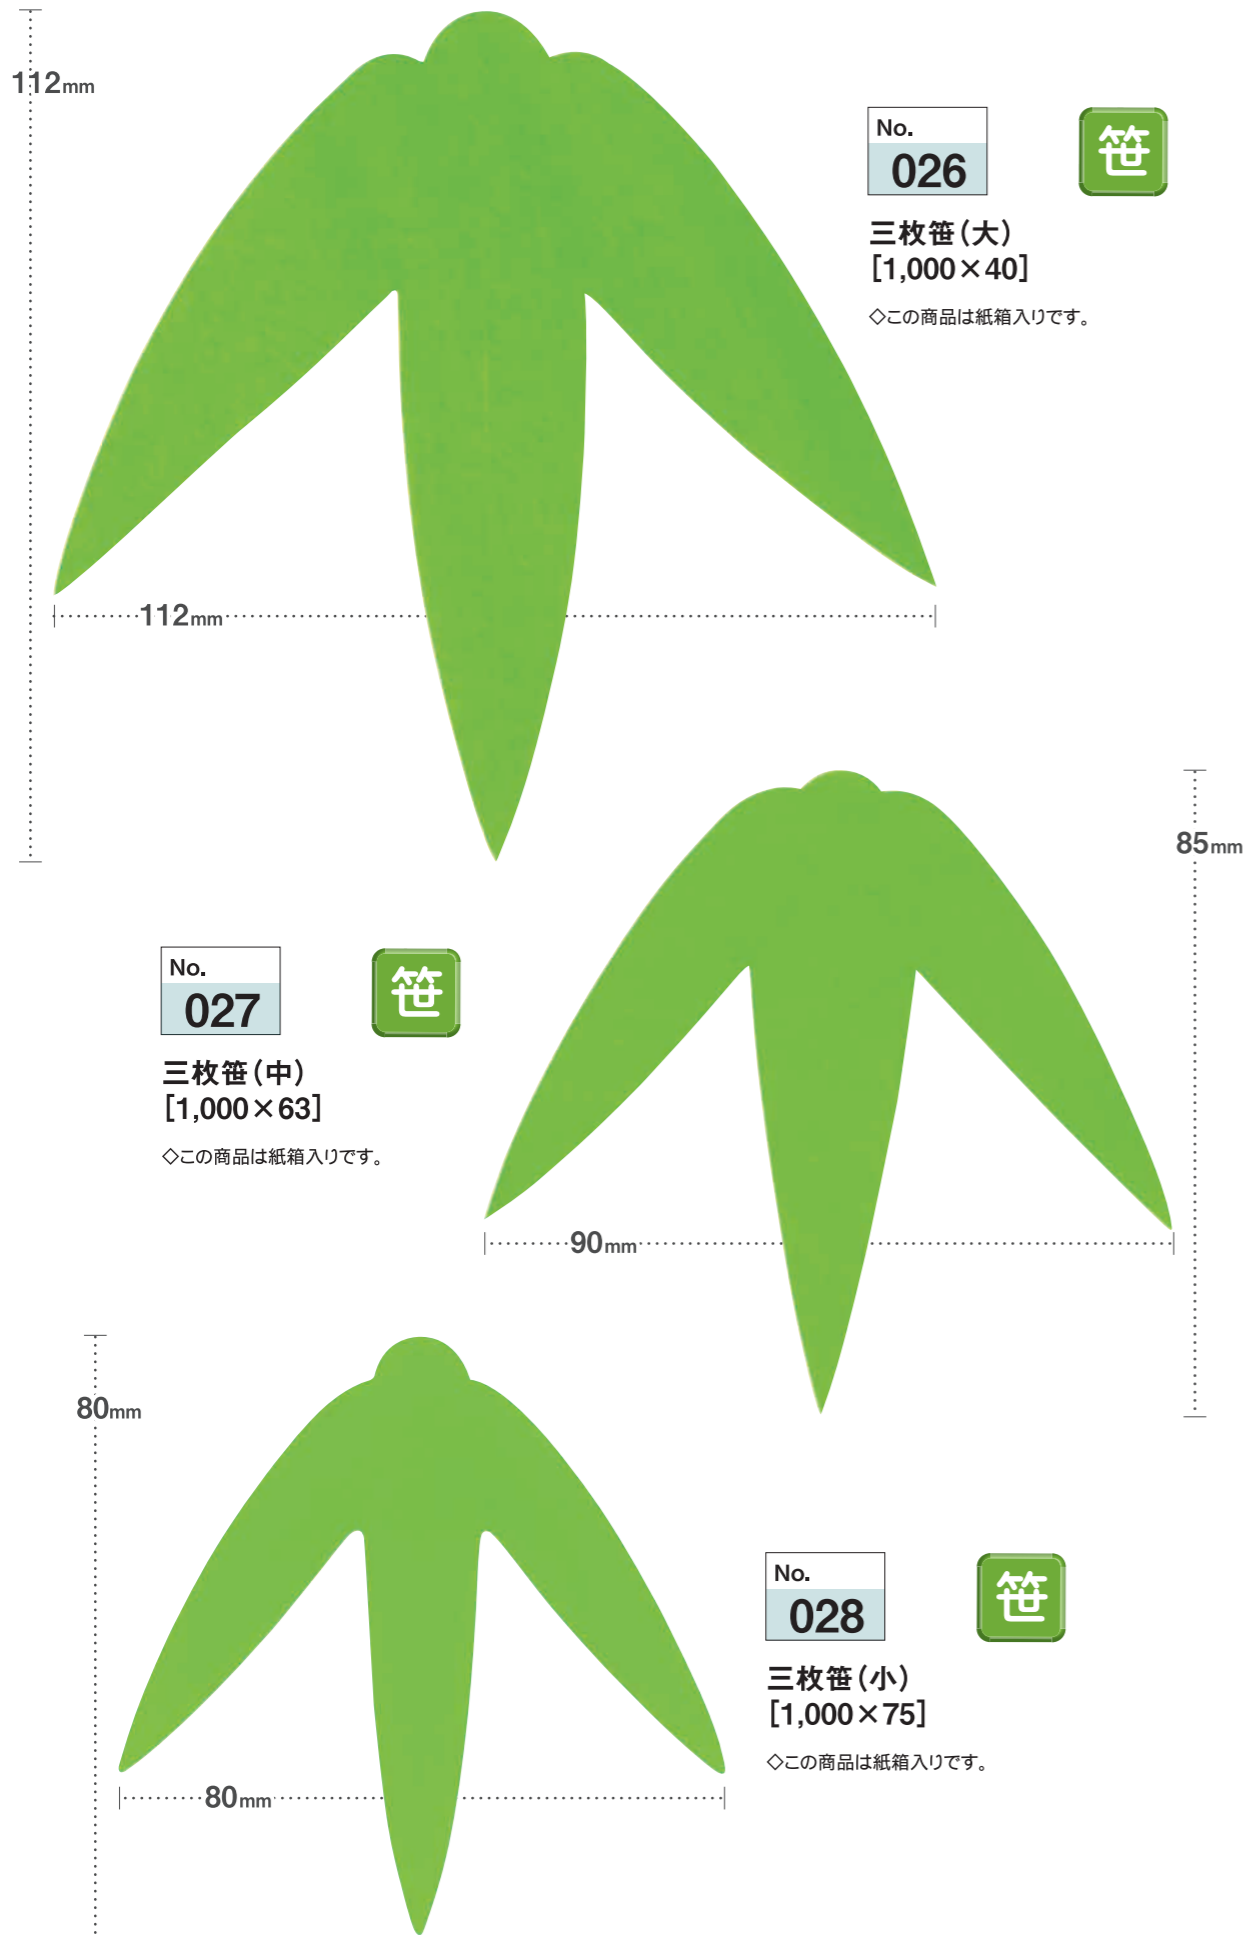 112mm
No.
026
笹
三枚笹（大）
［1,000×40］
◇この商品は紙箱入りです。
112mm
85mm
No.
027
笹
三枚笹（中）
［1,000×63］
◇この商品は紙箱入りです。
90mm
80mm
No.
028
笹
三枚笹（小）
［1,000×75］
◇この商品は紙箱入りです。
80mm